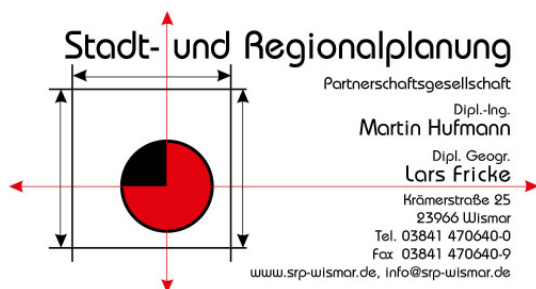 Stadt- und Regionalplanung
Partnerschaftsgesellschaft
Dipl.-Ing.
Martin Hufmann
Dipl. Geogr.
Lars Fricke
Krämerstraße 25
23966 Wismar
Tel. 03841 470640-0
Fax 03841 470640-9
www.srp-wismar.de, info@srp-wismar.de